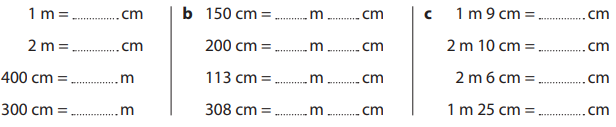 1 m = ............... cm
2 m = ............... cm
400 cm = ............... m
300 cm = ............... m
b 150 cm = .......... m .......... cm
200 cm = .......... m .......... cm
113 cm = .......... m .......... cm
308 cm = .......... m .......... cm
c 1 m 9 cm = ............... cm
2 m 10 cm = ............... cm
2 m 6 cm = ............... cm
1 m 25 cm = ............... cm